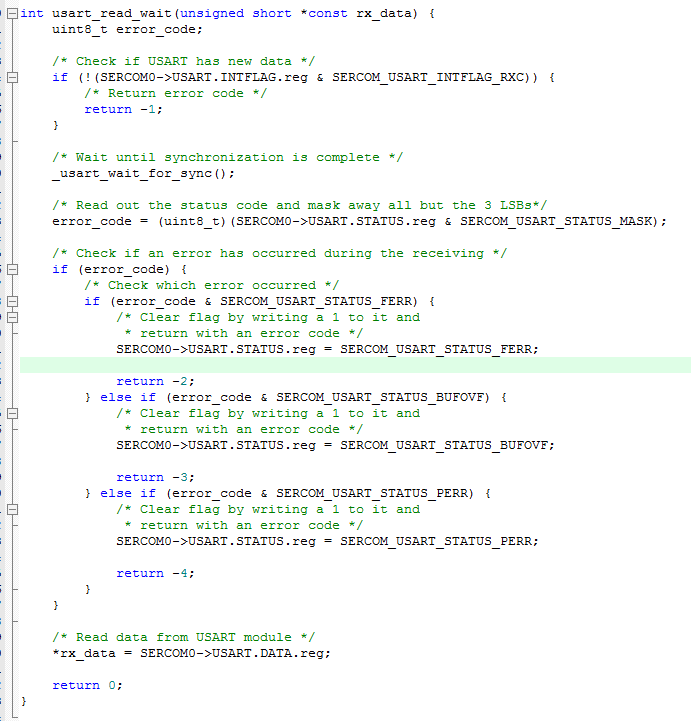 int usart_read_wait(unsigned short *const rx_data) {
    uint8_t error_code;

    /* Check if USART has new data */
    if (!(SERCOM0->USART.INTFLAG.reg & SERCOM_USART_INTFLAG_RXC)) {
        /* Return error code */
        return -1;
    }

    /* Wait until synchronization is complete */
    _usart_wait_for_sync();

    /* Read out the status code and mask away all but the 3 LSBs*/
    error_code = (uint8_t)(SERCOM0->USART.STATUS.reg & SERCOM_USART_STATUS_MASK);

    /* Check if an error has occurred during the receiving */
    if (error_code) {
        /* Check which error occurred */
        if (error_code & SERCOM_USART_STATUS_FERR) {
            /* Clear flag by writing a 1 to it and
             * return with an error code */
            SERCOM0->USART.STATUS.reg = SERCOM_USART_STATUS_FERR;

            return -2;
        } else if (error_code & SERCOM_USART_STATUS_BUFOVF) {
            /* Clear flag by writing a 1 to it and
             * return with an error code */
            SERCOM0->USART.STATUS.reg = SERCOM_USART_STATUS_BUFOVF;

            return -3;
        } else if (error_code & SERCOM_USART_STATUS_PERR) {
            /* Clear flag by writing a 1 to it and
             * return with an error code */
            SERCOM0->USART.STATUS.reg = SERCOM_USART_STATUS_PERR;

            return -4;
        }
    }

    /* Read data from USART module */
    *rx_data = SERCOM0->USART.DATA.reg;

    return 0;
}